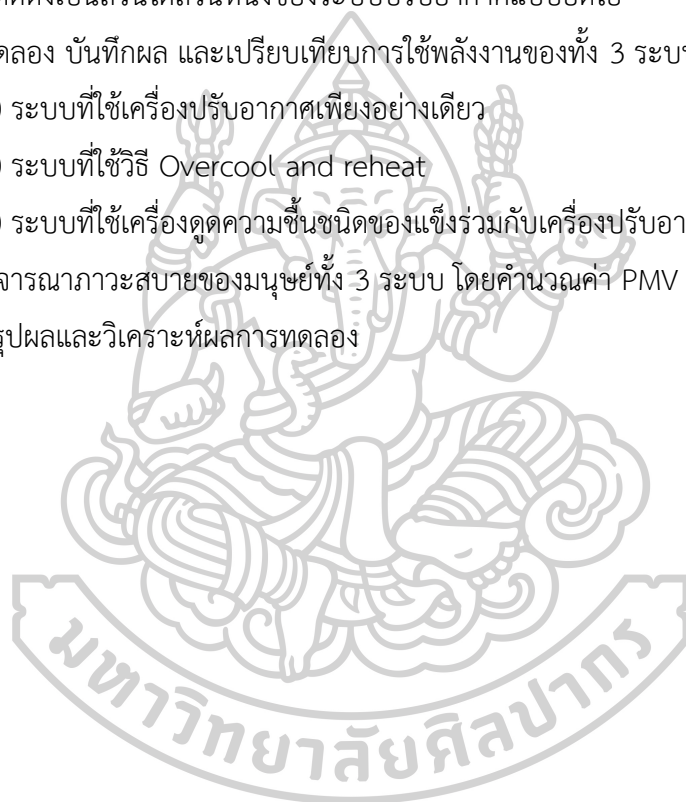 ดลอง บันทึกผล และเปรียบเทียบการใช้พลังงานของทั้ง 3 ระบบ
) ระบบที่ใช้เครื่องปรับอากาศเพียงอย่างเดียว
) ระบบที่ใช้วิธี Overcool and reheat
) ระบบที่ใช้เครื่องดูดความชื้นชนิดของแข็งร่วมกับเครื่องปรับอา
จารณาภาวะสบายของมนุษย์ทั้ง 3 ระบบ โดยคำนวณค่า PMV
รุปผลและวิเคราะห์ผลการทดลอง
มหาวิทยาลัยศิลปากร